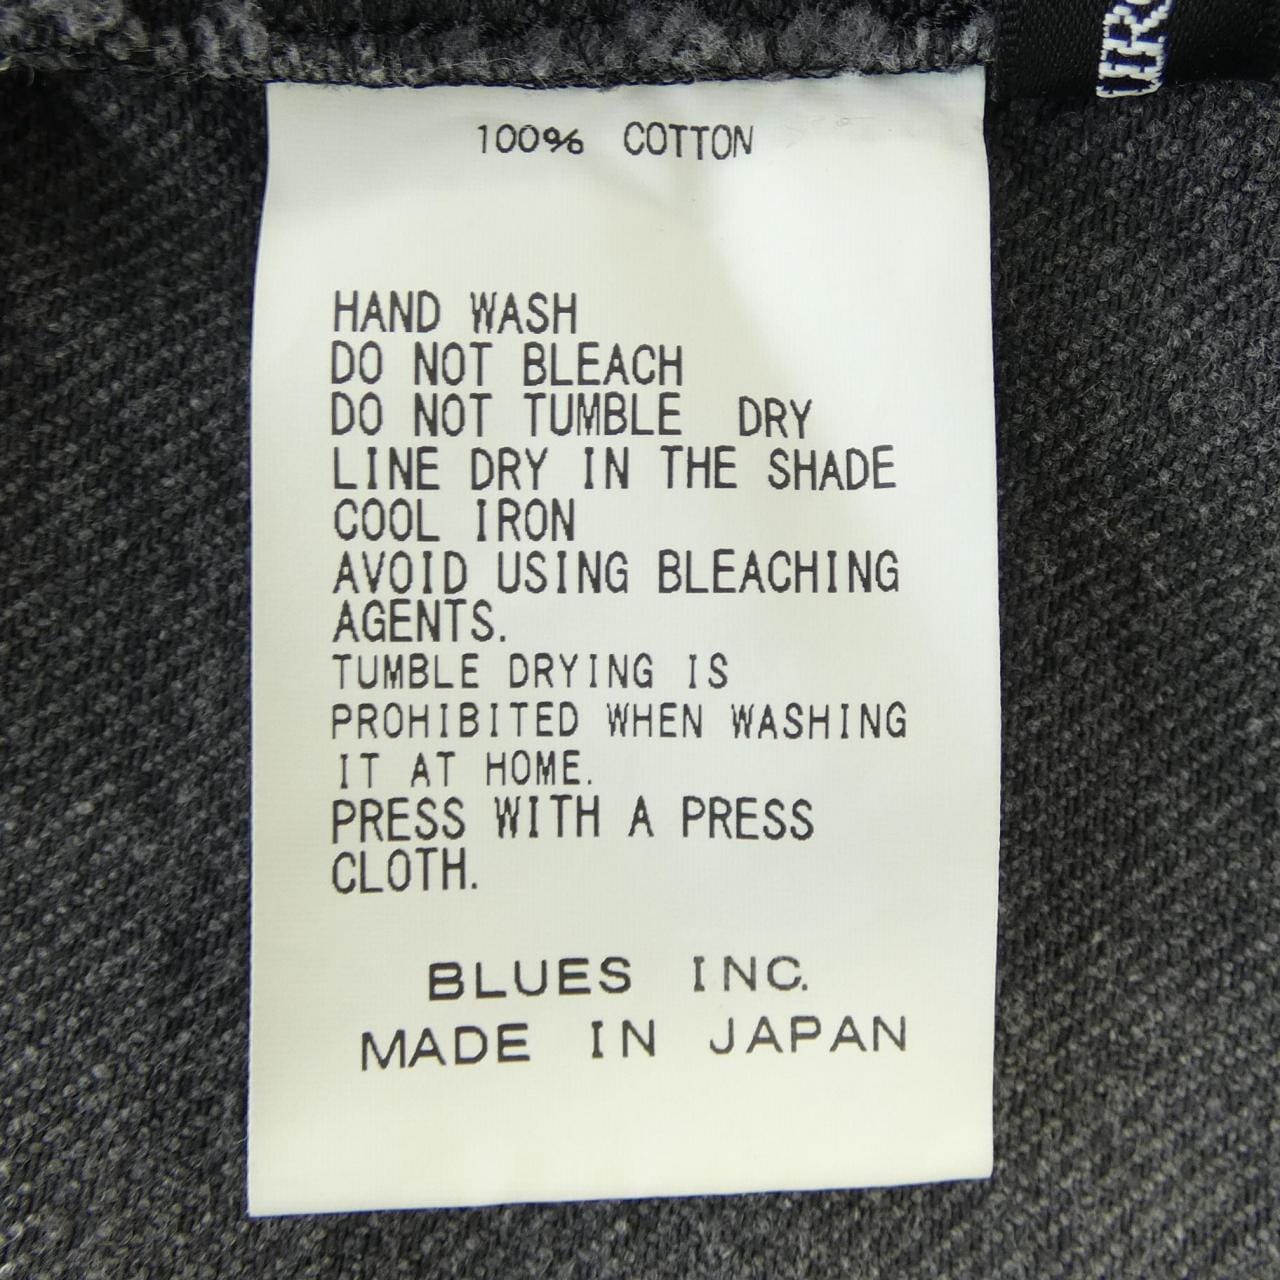 100% COTTON
HAND WASH
DO NOT BLEACH
DO NOT TUMBLE DRY
LINE DRY IN THE SHADE
COOL IRON
AVOID USING BLEACHING
AGENTS.
TUMBLE DRYING IS
PROHIBITED WHEN WASHING
IT AT HOME.
PRESS WITH A PRESS
CLOTH.
BLUES INC.
MADE IN JAPAN